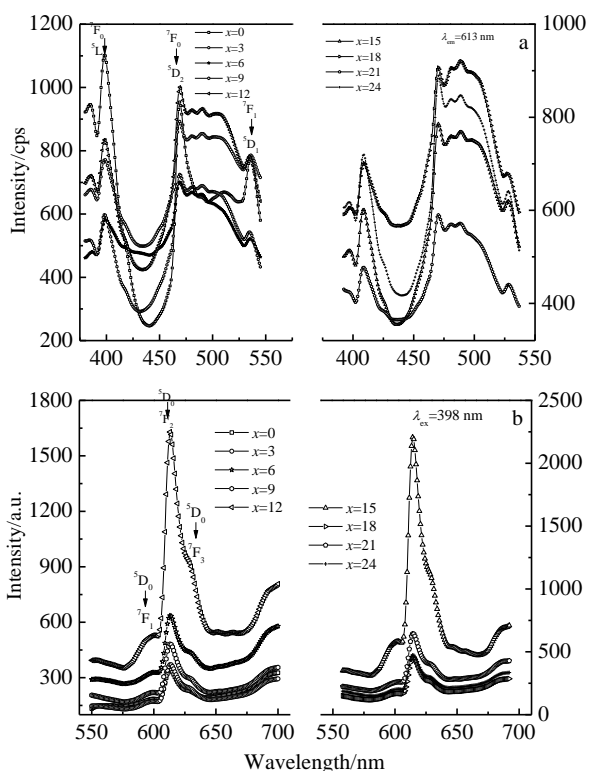 1200
1000
800
600
400
200
Intensity/cps
⁷F₀
⁵L
⁷F₀
⁵D₂
⁷F₁
⁵D₁
x=0
x=3
x=6
x=9
x=12
400
450
500
550
x=15
x=18
x=21
x=24
λem=613 nm
a
1000
800
600
400
400
450
500
550
1800
1500
1200
900
600
300
Intensity/a.u.
⁵D₀
⁷F₂
⁵D₀
⁷F₃
⁵D₀
⁷F₁
x=0
x=3
x=6
x=9
x=12
550
600
650
700
λex=398 nm
b
x=15
x=18
x=21
x=24
2500
2000
1500
1000
500
0
550
600
650
700
Wavelength/nm